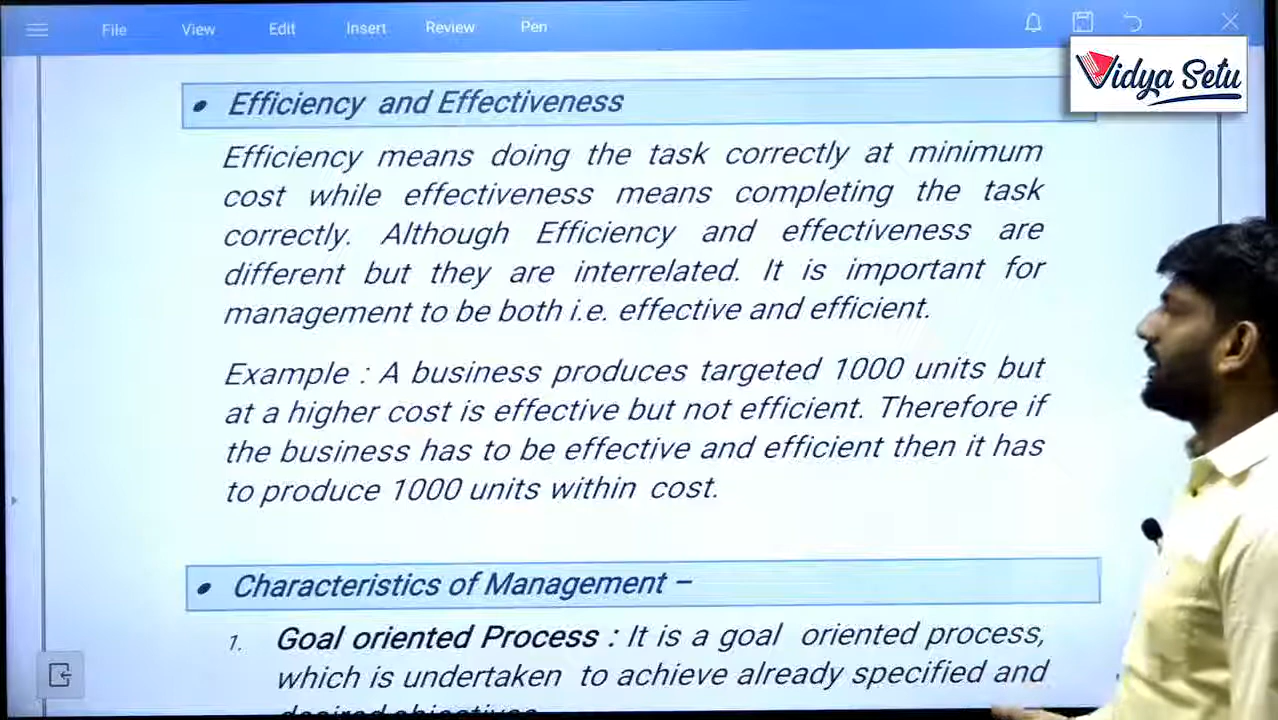 File View Edit Insert Review Pen
Vidya Setu
• Efficiency and Effectiveness
Efficiency means doing the task correctly at minimum
cost while effectiveness means completing the task
correctly. Although Efficiency and effectiveness are
different but they are interrelated. It is important for
management to be both i.e. effective and efficient.
Example : A business produces targeted 1000 units but
at a higher cost is effective but not efficient. Therefore if
the business has to be effective and efficient then it has
to produce 1000 units within cost.
• Characteristics of Management –
1. Goal oriented Process : It is a goal oriented process,
which is undertaken to achieve already specified and
desired objectives